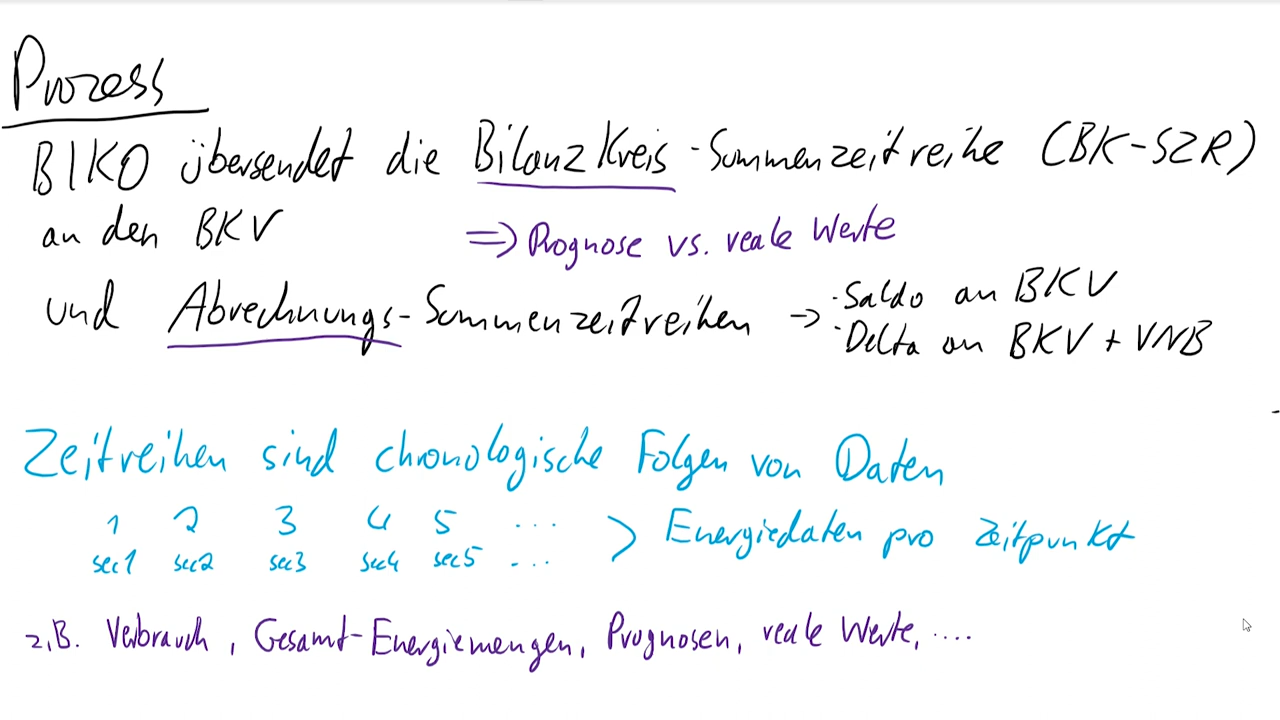 Prozess
BIKO übersendet die Bilanzkreis-Summenzeitreihe (BK-SZR)
an den BKV
=> Prognose vs. reale Werte
und Abrechnungs-Summenzeitreihen -> · Saldo an BKV
· Delta an BKV + VNB
Zeitreihen sind chronologische Folgen von Daten
1 2 3 4 5 ... > Energiedaten pro Zeitpunkt
sec1 sec2 sec3 sec4 sec5 ...
z.B. Verbrauch, Gesamt-Energiemengen, Prognosen, reale Werte, ....